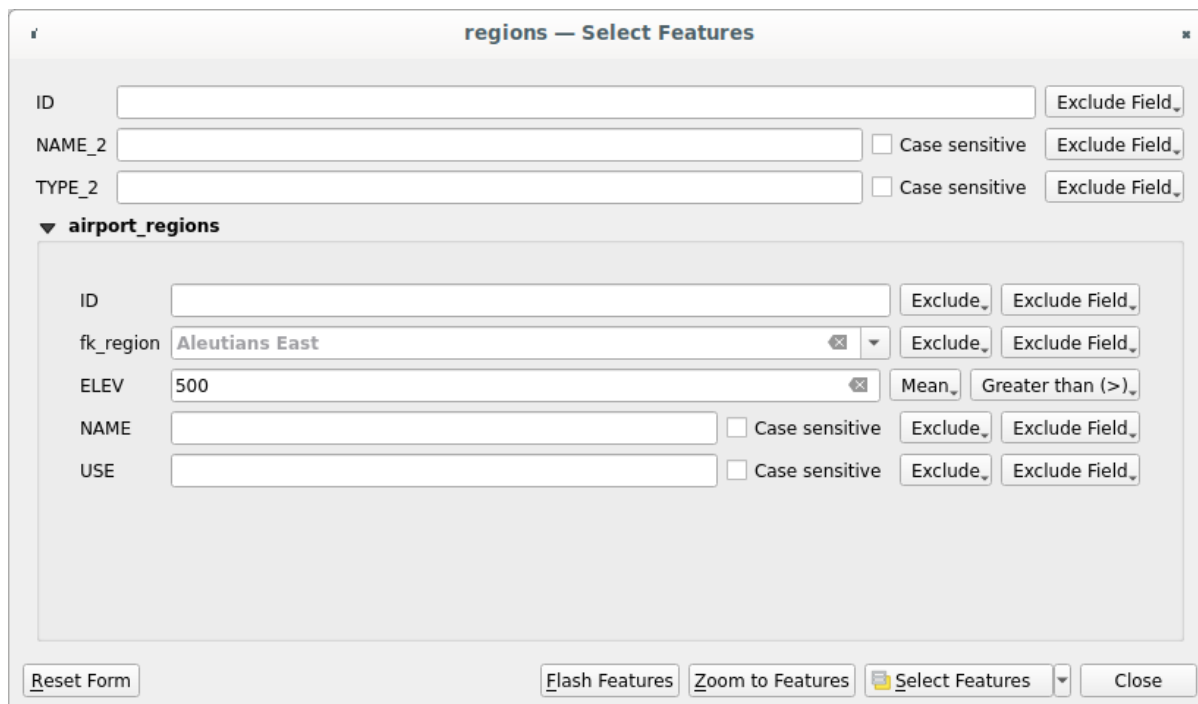 regions — Select Features
ID Exclude Field
NAME_2 Case sensitive Exclude Field
TYPE_2 Case sensitive Exclude Field
airport_regions
ID Exclude Exclude Field
fk_region Aleutians East Exclude Exclude Field
ELEV 500 Mean Greater than (>)
NAME Case sensitive Exclude Exclude Field
USE Case sensitive Exclude Exclude Field
Reset Form Flash Features Zoom to Features Select Features Close